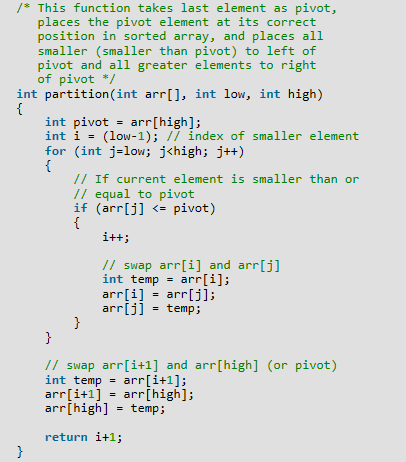 /* This function takes last element as pivot,
   places the pivot element at its correct
   position in sorted array, and places all
   smaller (smaller than pivot) to left of
   pivot and all greater elements to right
   of pivot */
int partition(int arr[], int low, int high)
{
    int pivot = arr[high];
    int i = (low-1); // index of smaller element
    for (int j=low; j<high; j++)
    {
        // If current element is smaller than or
        // equal to pivot
        if (arr[j] <= pivot)
        {
            i++;

            // swap arr[i] and arr[j]
            int temp = arr[i];
            arr[i] = arr[j];
            arr[j] = temp;
        }
    }

    // swap arr[i+1] and arr[high] (or pivot)
    int temp = arr[i+1];
    arr[i+1] = arr[high];
    arr[high] = temp;

    return i+1;
}